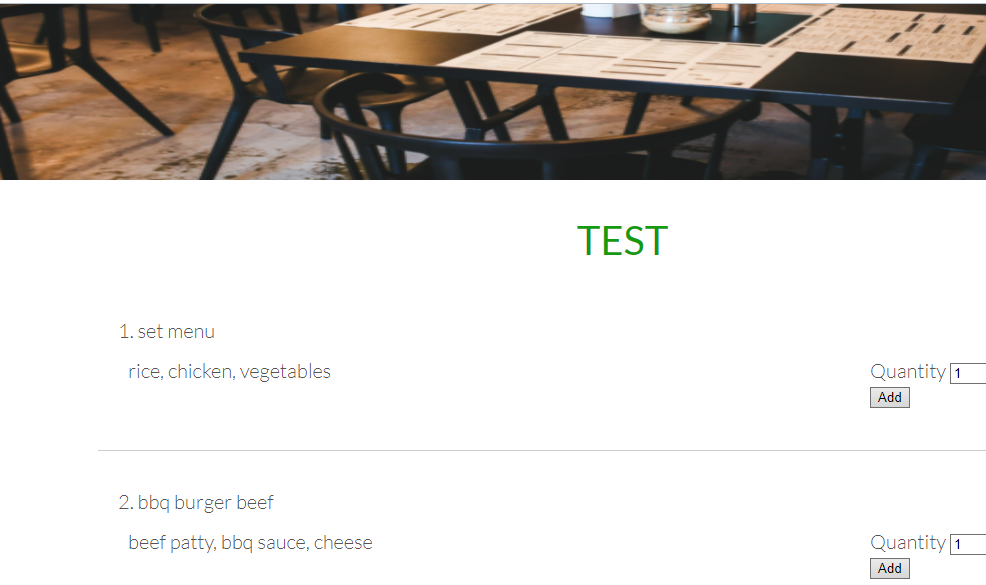 TEST
1. set menu
rice, chicken, vegetables
Quantity 1
Add
2. bbq burger beef
beef patty, bbq sauce, cheese
Quantity 1
Add